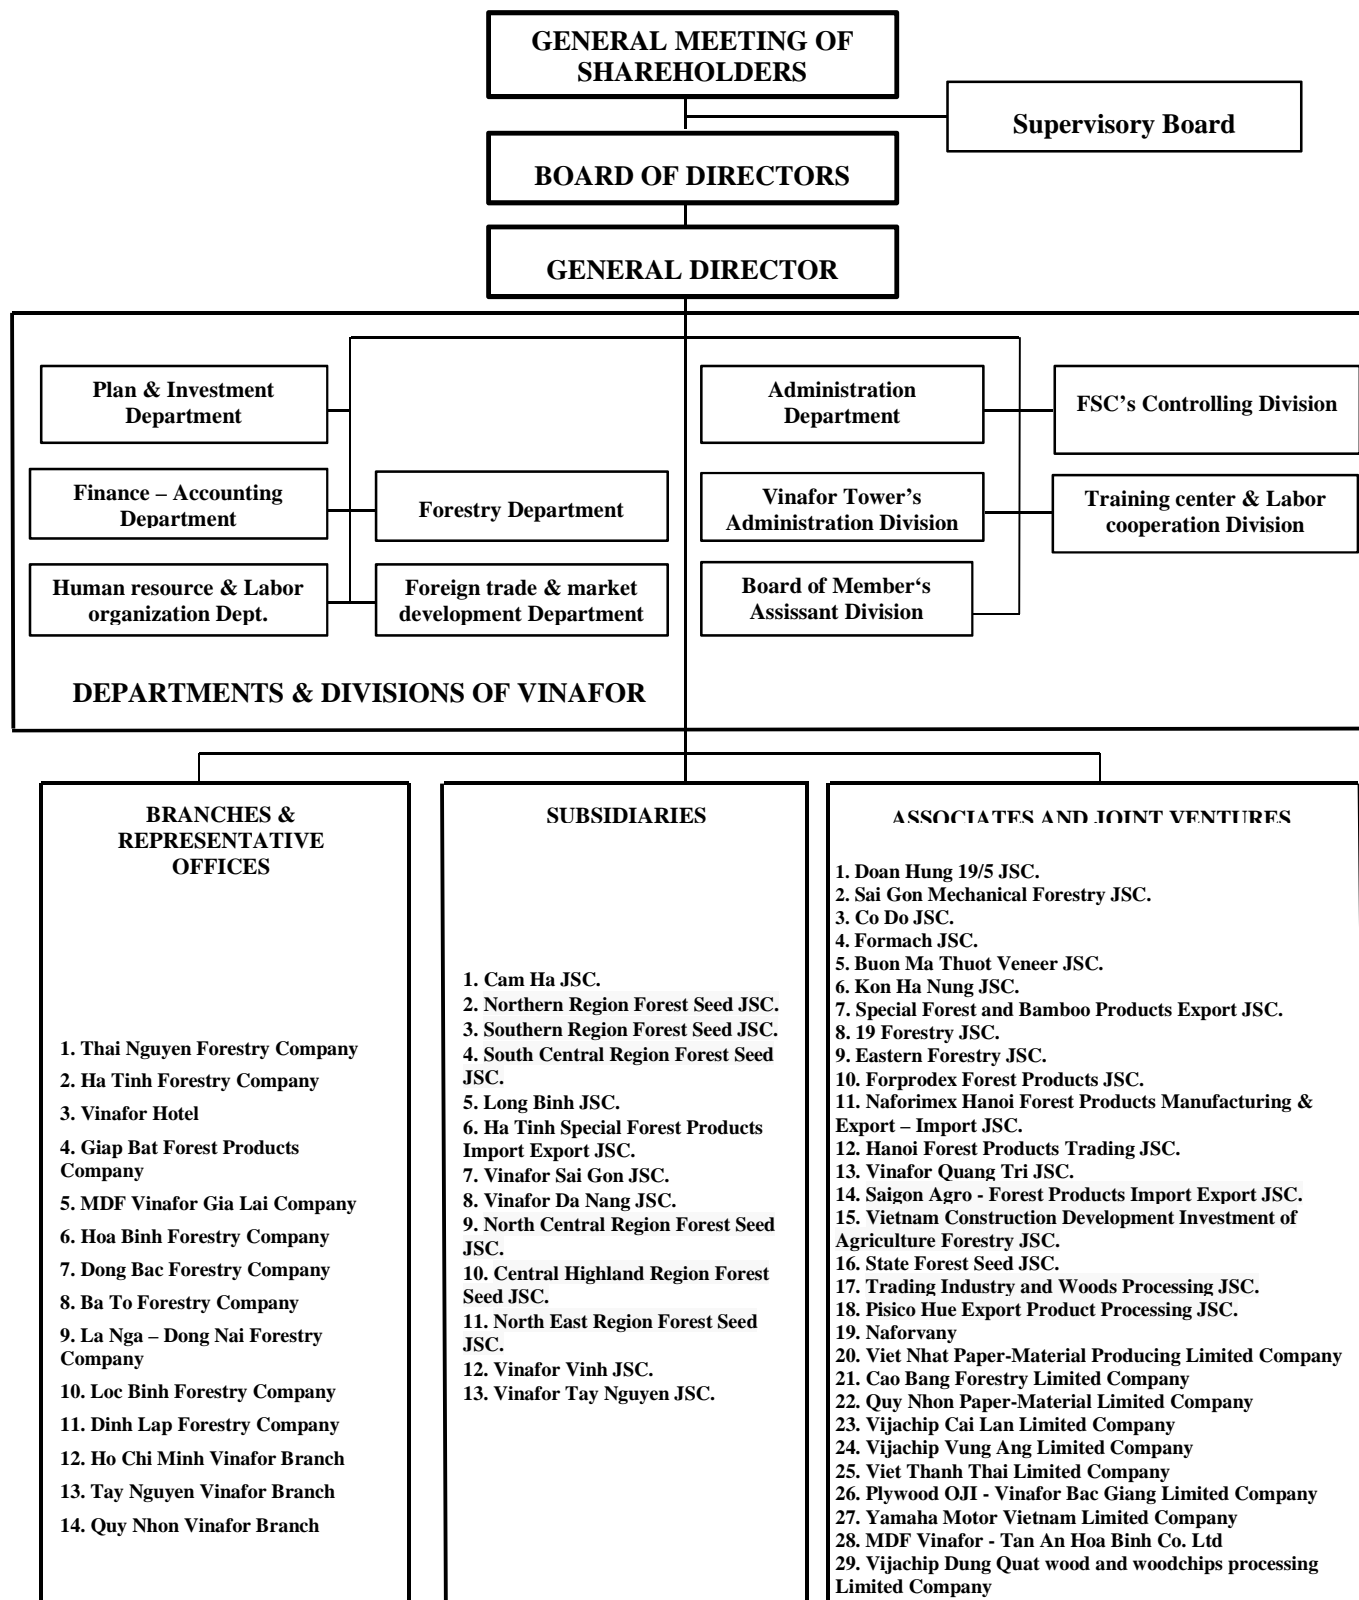 GENERAL MEETING OF
SHAREHOLDERS
Supervisory Board
BOARD OF DIRECTORS
GENERAL DIRECTOR
Plan & Investment
Department
Administration
Department
FSC's Controlling Division
Finance – Accounting
Department
Forestry Department
Vinafor Tower's
Administration Division
Training center & Labor
cooperation Division
Human resource & Labor
organization Dept.
Foreign trade & market
development Department
Board of Member‘s
Assissant Division
DEPARTMENTS & DIVISIONS OF VINAFOR
BRANCHES &
REPRESENTATIVE
OFFICES
1. Thai Nguyen Forestry Company
2. Ha Tinh Forestry Company
3. Vinafor Hotel
4. Giap Bat Forest Products
Company
5. MDF Vinafor Gia Lai Company
6. Hoa Binh Forestry Company
7. Dong Bac Forestry Company
8. Ba To Forestry Company
9. La Nga – Dong Nai Forestry
Company
10. Loc Binh Forestry Company
11. Dinh Lap Forestry Company
12. Ho Chi Minh Vinafor Branch
13. Tay Nguyen Vinafor Branch
14. Quy Nhon Vinafor Branch
SUBSIDIARIES
1. Cam Ha JSC.
2. Northern Region Forest Seed JSC.
3. Southern Region Forest Seed JSC.
4. South Central Region Forest Seed
JSC.
5. Long Binh JSC.
6. Ha Tinh Special Forest Products
Import Export JSC.
7. Vinafor Sai Gon JSC.
8. Vinafor Da Nang JSC.
9. North Central Region Forest Seed
JSC.
10. Central Highland Region Forest
Seed JSC.
11. North East Region Forest Seed
JSC.
12. Vinafor Vinh JSC.
13. Vinafor Tay Nguyen JSC.
ASSOCIATES AND JOINT VENTURES
1. Doan Hung 19/5 JSC.
2. Sai Gon Mechanical Forestry JSC.
3. Co Do JSC.
4. Formach JSC.
5. Buon Ma Thuot Veneer JSC.
6. Kon Ha Nung JSC.
7. Special Forest and Bamboo Products Export JSC.
8. 19 Forestry JSC.
9. Eastern Forestry JSC.
10. Forprodex Forest Products JSC.
11. Naforimex Hanoi Forest Products Manufacturing &
Export – Import JSC.
12. Hanoi Forest Products Trading JSC.
13. Vinafor Quang Tri JSC.
14. Saigon Agro - Forest Products Import Export JSC.
15. Vietnam Construction Development Investment of
Agriculture Forestry JSC.
16. State Forest Seed JSC.
17. Trading Industry and Woods Processing JSC.
18. Pisico Hue Export Product Processing JSC.
19. Naforvany
20. Viet Nhat Paper-Material Producing Limited Company
21. Cao Bang Forestry Limited Company
22. Quy Nhon Paper-Material Limited Company
23. Vijachip Cai Lan Limited Company
24. Vijachip Vung Ang Limited Company
25. Viet Thanh Thai Limited Company
26. Plywood OJI - Vinafor Bac Giang Limited Company
27. Yamaha Motor Vietnam Limited Company
28. MDF Vinafor - Tan An Hoa Binh Co. Ltd
29. Vijachip Dung Quat wood and woodchips processing
Limited Company